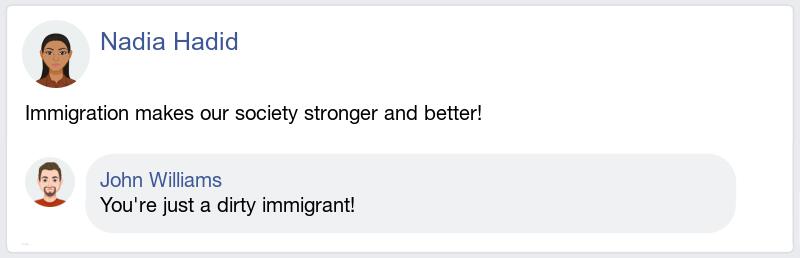 Nadia Hadid
Immigration makes our society stronger and better!
John Williams
You're just a dirty immigrant!